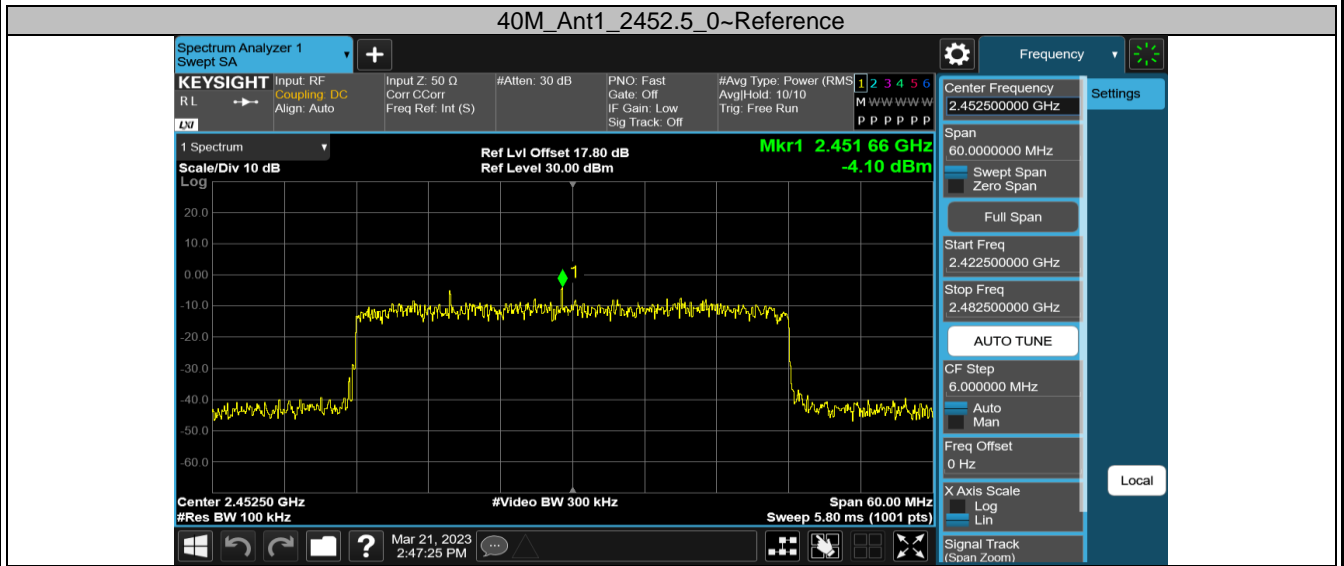 40M_Ant1_2452.5_0~Reference
Spectrum Analyzer 1
Swept SA
+
Frequency
KEYSIGHT
R L
LXI
Input: RF
Coupling: DC
Align: Auto
Input Z: 50 Ω
Corr CCorr
Freq Ref: Int (S)
#Atten: 30 dB
PNO: Fast
Gate: Off
IF Gain: Low
Sig Track: Off
#Avg Type: Power (RMS
Avg|Hold: 10/10
Trig: Free Run
1 2 3 4 5 6
M W W W W W
P P P P P P
1 Spectrum
Scale/Div 10 dB
Log
Ref Lvl Offset 17.80 dB
Ref Level 30.00 dBm
Mkr1 2.451 66 GHz
-4.10 dBm
20.0
10.0
0.00
-10.0
-20.0
-30.0
-40.0
-50.0
-60.0
1
Center 2.45250 GHz
#Res BW 100 kHz
#Video BW 300 kHz
Span 60.00 MHz
Sweep 5.80 ms (1001 pts)
Center Frequency
2.452500000 GHz
Span
60.0000000 MHz
Swept Span
Zero Span
Full Span
Start Freq
2.422500000 GHz
Stop Freq
2.482500000 GHz
AUTO TUNE
CF Step
6.000000 MHz
Auto
Man
Freq Offset
0 Hz
X Axis Scale
Log
Lin
Signal Track
(Span Zoom)
Settings
Local
?
Mar 21, 2023
2:47:25 PM